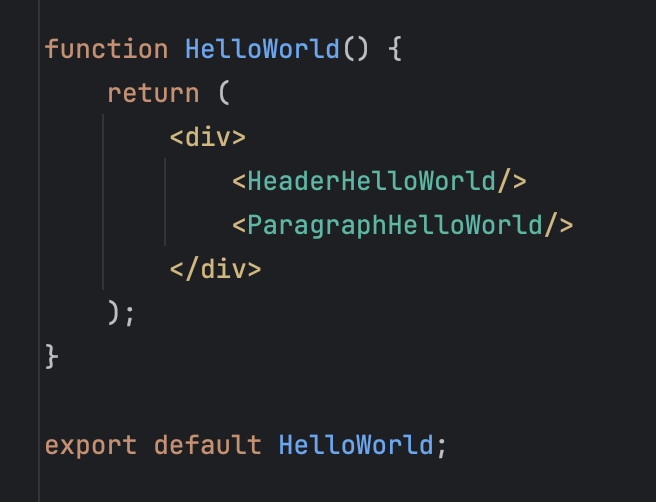 function HelloWorld() {
    return (
        <div>
            <HeaderHelloWorld/>
            <ParagraphHelloWorld/>
        </div>
    );
}

export default HelloWorld;